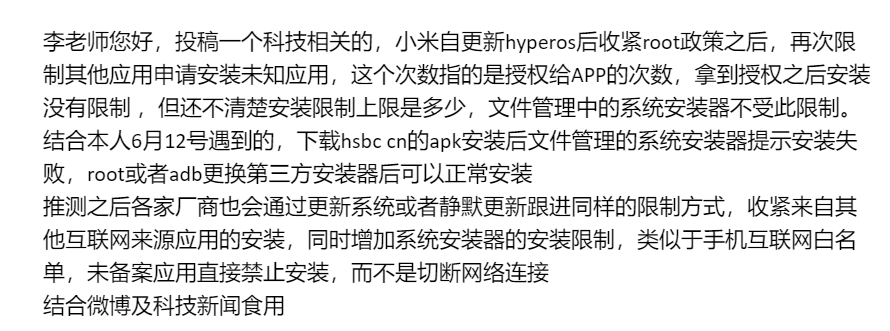 李老师您好，投稿一个科技相关的，小米自更新hyperos后收紧root政策之后，再次限
制其他应用申请安装未知应用，这个次数指的是授权给APP的次数，拿到授权之后安装
没有限制 ，但还不清楚安装限制上限是多少，文件管理中的系统安装器不受此限制。
结合本人6月12号遇到的，下载hsbc cn的apk安装后文件管理的系统安装器提示安装失
败，root或者adb更换第三方安装器后可以正常安装
推测之后各家厂商也会通过更新系统或者静默更新跟进同样的限制方式，收紧来自其
他互联网来源应用的安装，同时增加系统安装器的安装限制，类似于手机互联网白名
单，未备案应用直接禁止安装，而不是切断网络连接
结合微博及科技新闻食用